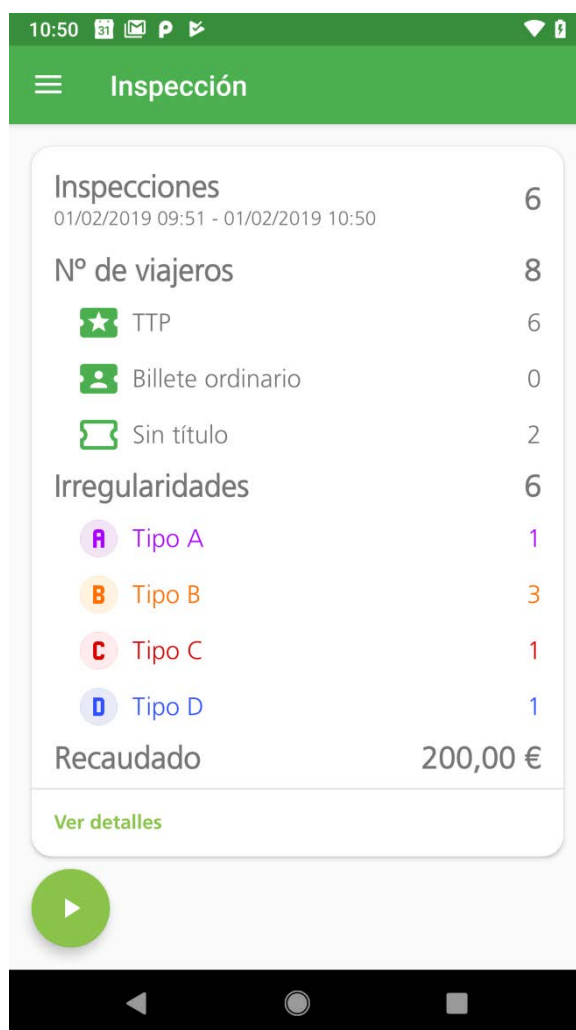 10:50 31
Inspección
Inspecciones 6
01/02/2019 09:51 - 01/02/2019 10:50
Nº de viajeros 8
TTP 6
Billete ordinario 0
Sin título 2
Irregularidades 6
A Tipo A 1
B Tipo B 3
C Tipo C 1
D Tipo D 1
Recaudado 200,00 €
Ver detalles